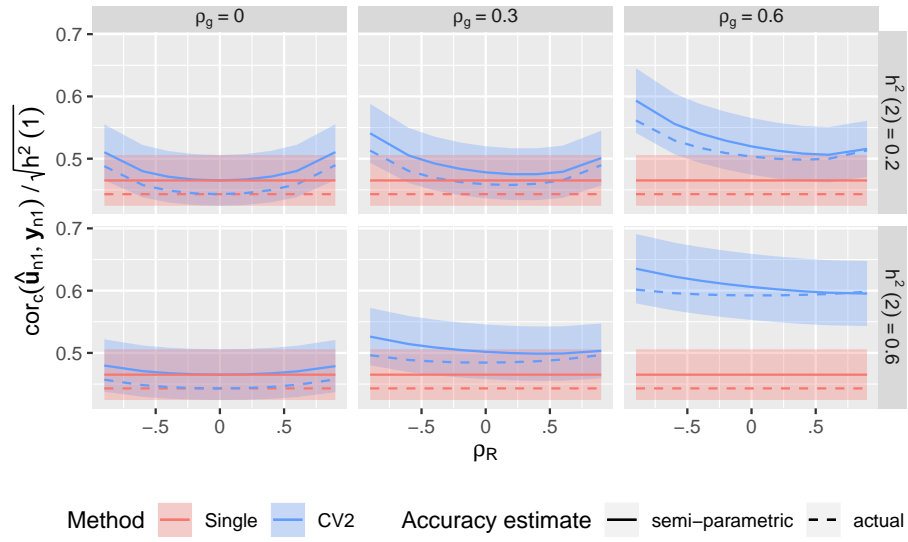 ρg = 0 ρg = 0.3 ρg = 0.6
0.7
0.6
0.5
h² (2) = 0.2
0.7
0.6
0.5
h² (2) = 0.6
corc(ûn1, yn1) / √h² (1)
−.5 0 .5 −.5 0 .5 −.5 0 .5
ρR
Method Single CV2 Accuracy estimate semi−parametric actual